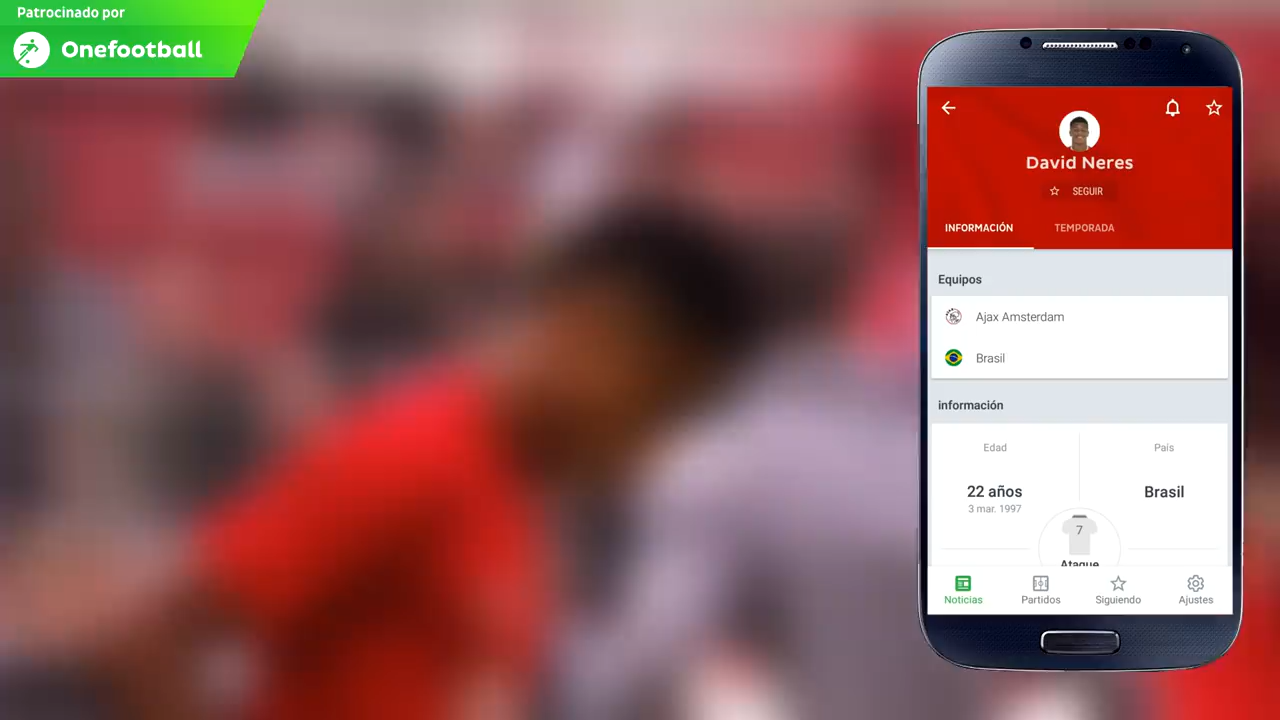 Patrocinado por
Onefootball
David Neres
SEGUIR
INFORMACIÓN TEMPORADA
Equipos
Ajax Amsterdam
Brasil
información
Edad País
22 años Brasil
3 mar. 1997
7
Ataque
Noticias Partidos Siguiendo Ajustes